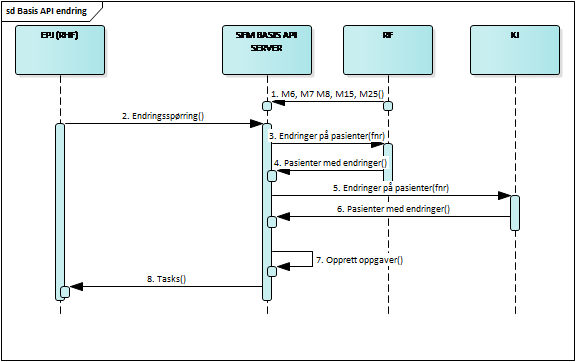 sd Basis API endring
EPJ (RHF)
SFM BASIS API
SERVER
RF
KJ
1. M6, M7 M8, M15, M25()
2. Endringsspørring()
3. Endringer på pasienter(fnr)
4. Pasienter med endringer()
5. Endringer på pasienter(fnr)
6. Pasienter med endringer()
7. Opprett oppgaver()
8. Tasks()